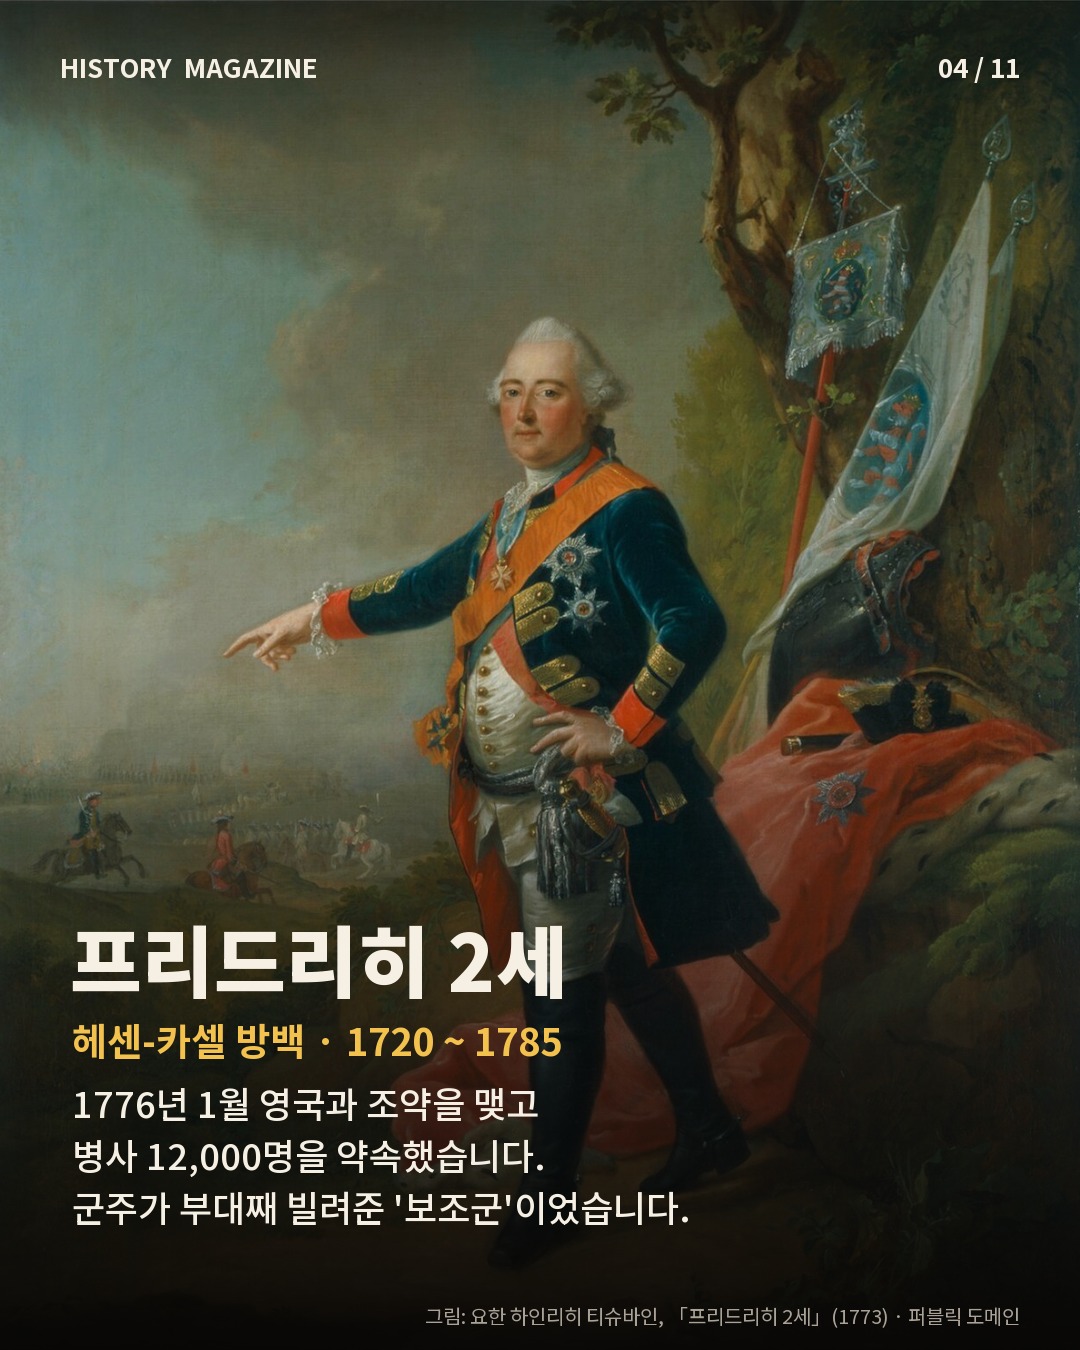 HISTORY MAGAZINE
04 / 11
프리드리히 2세
헤센-카셀 방백 · 1720 ~ 1785
1776년 1월 영국과 조약을 맺고
병사 12,000명을 약속했습니다.
군주가 부대째 빌려준 '보조군'이었습니다.
그림: 요한 하인리히 티슈바인, 「프리드리히 2세」(1773) · 퍼블릭 도메인